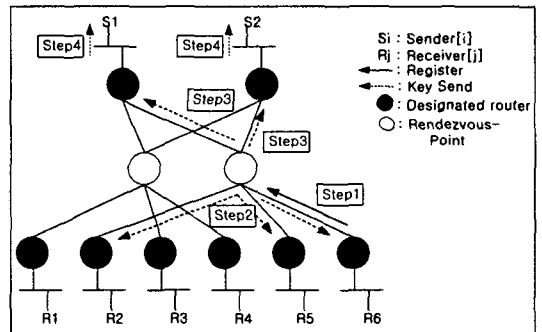 S1
S2
Step4
Step4
Si : Sender[i]
Rj : Receiver[j]
: Register
: Key Send
: Designated router
: Rendezvous-
Point
Step3
Step3
Step1
Step2
R1
R2
R3
R4
R5
R6